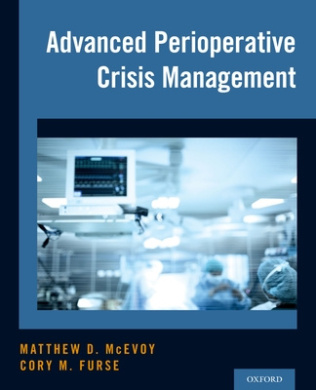 Advanced Perioperative
Crisis Management
MATTHEW D. McEVOY
CORY M. FURSE
OXFORD